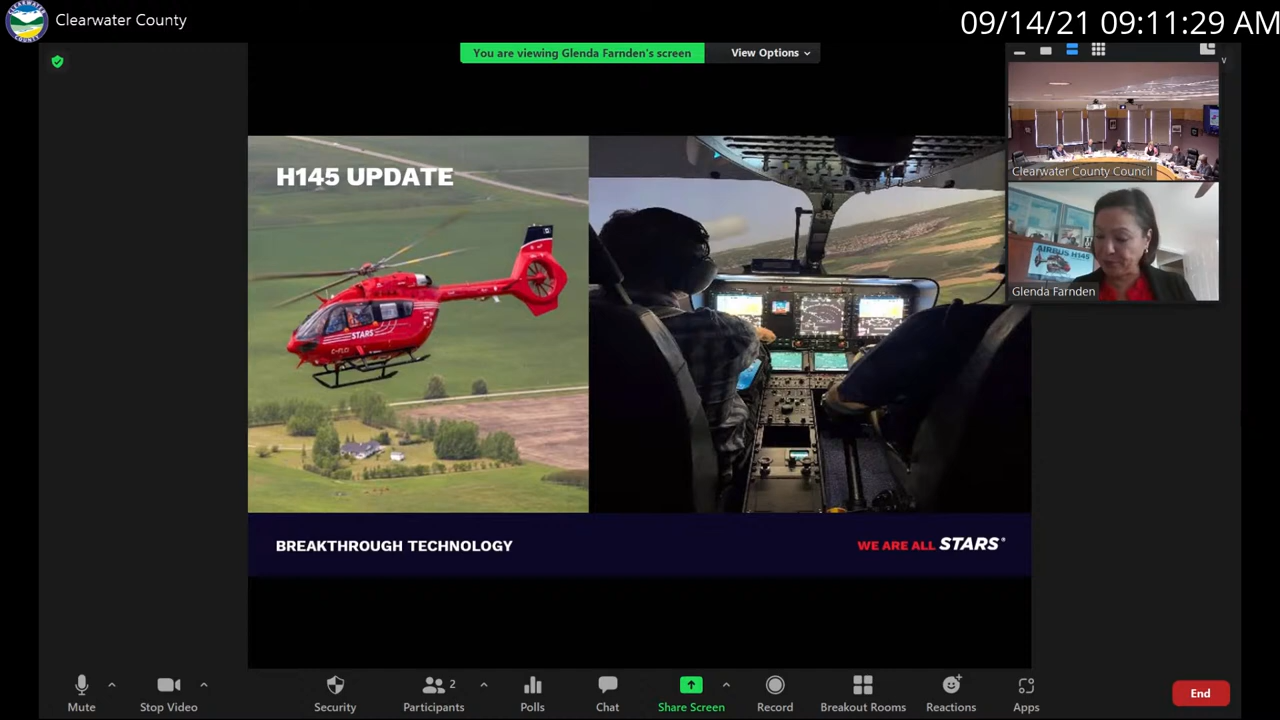 Clearwater County
09/14/21 09:11:29 AM
You are viewing Glenda Farnden's screen
View Options
Clearwater County Council
AIRBUS H145
Glenda Farnden
H145 UPDATE
STARS
BREAKTHROUGH TECHNOLOGY
WE ARE ALL STARS
Mute
Stop Video
Security
Participants
2
Polls
Chat
Share Screen
Record
Breakout Rooms
Reactions
Apps
End